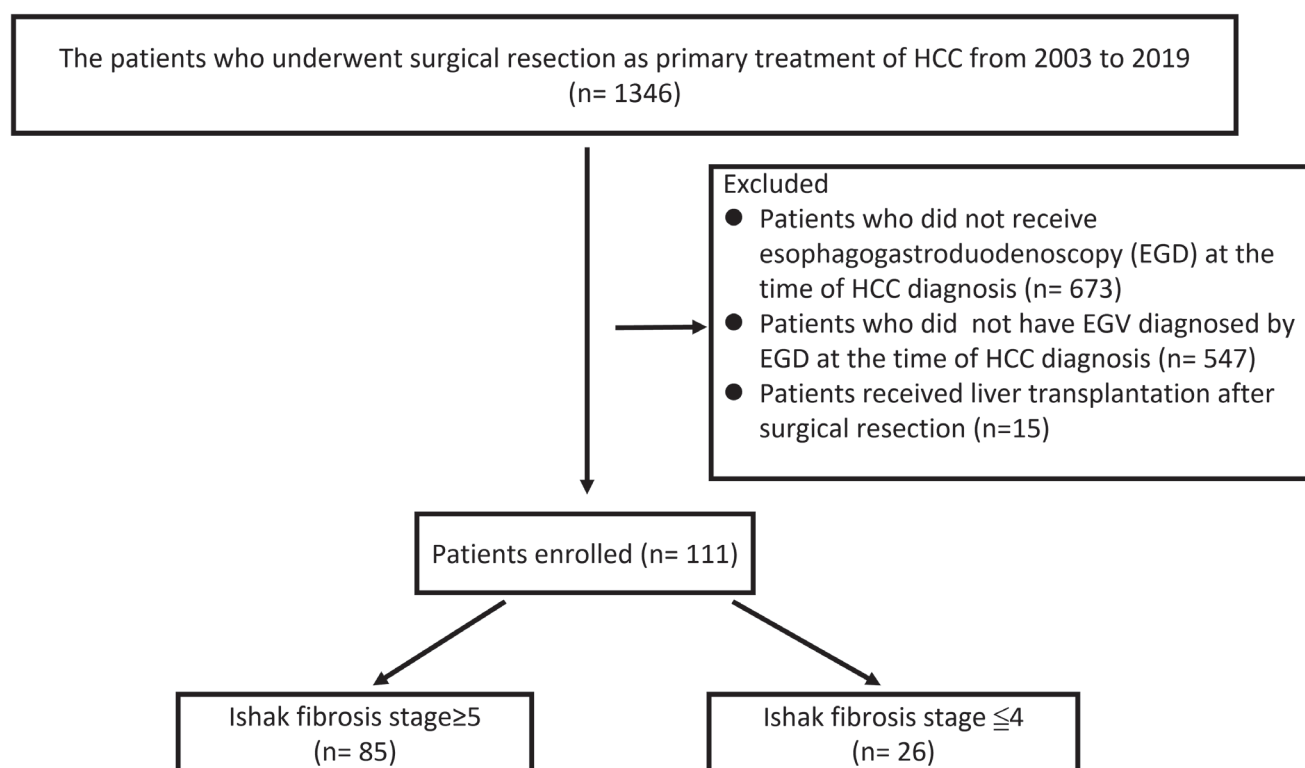 The patients who underwent surgical resection as primary treatment of HCC from 2003 to 2019
(n= 1346)
Excluded
● Patients who did not receive
esophagogastroduodenoscopy (EGD) at the
time of HCC diagnosis (n= 673)
● Patients who did  not have EGV diagnosed by
EGD at the time of HCC diagnosis (n= 547)
● Patients received liver transplantation after
surgical resection (n=15)
Patients enrolled (n= 111)
Ishak fibrosis stage≥5
(n= 85)
Ishak fibrosis stage ≦4
(n= 26)